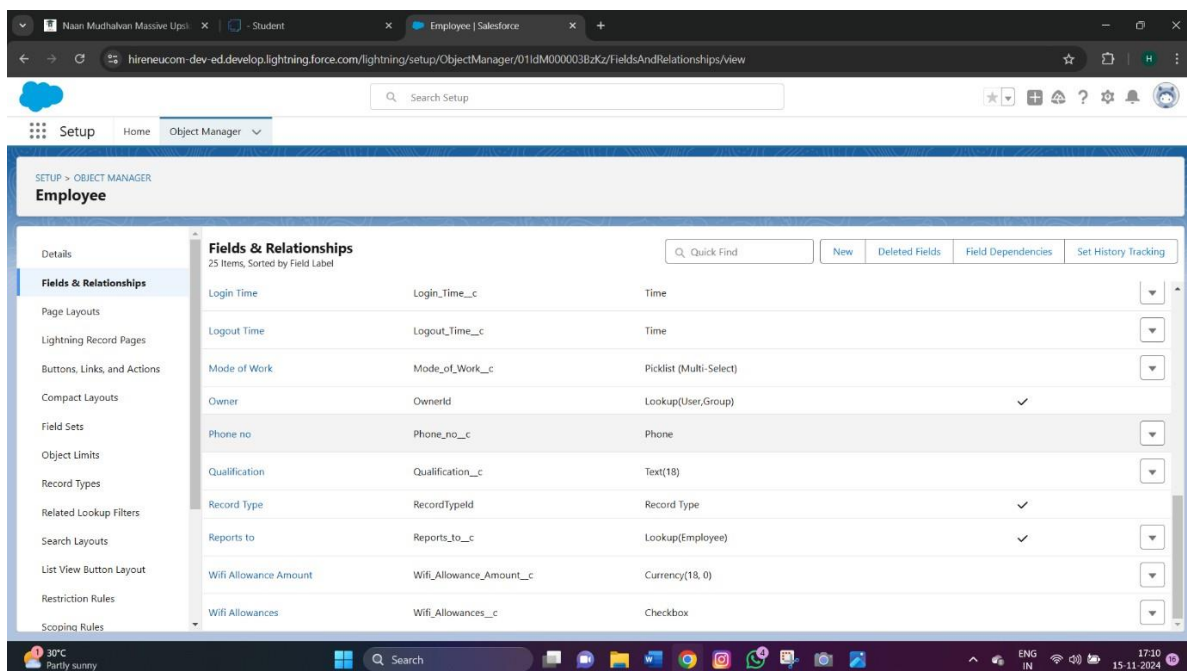 Naan Mudhalvan Massive Upsk
- Student
Employee | Salesforce
hireneucom-dev-ed.develop.lightning.force.com/lightning/setup/ObjectManager/01IdM000003BzKz/FieldsAndRelationships/view
H
Search Setup
Setup Home Object Manager
SETUP > OBJECT MANAGER
Employee
Details
Fields & Relationships
Page Layouts
Lightning Record Pages
Buttons, Links, and Actions
Compact Layouts
Field Sets
Object Limits
Record Types
Related Lookup Filters
Search Layouts
List View Button Layout
Restriction Rules
Scoping Rules
Fields & Relationships
25 Items, Sorted by Field Label
Quick Find New Deleted Fields Field Dependencies Set History Tracking
Login Time Login_Time__c Time
Logout Time Logout_Time__c Time
Mode of Work Mode_of_Work__c Picklist (Multi-Select)
Owner OwnerId Lookup(User,Group)
Phone no Phone_no__c Phone
Qualification Qualification__c Text(18)
Record Type RecordTypeId Record Type
Reports to Reports_to__c Lookup(Employee)
Wifi Allowance Amount Wifi_Allowance_Amount__c Currency(18, 0)
Wifi Allowances Wifi_Allowances__c Checkbox
1
30°C
Partly sunny
Search
4
ENG
IN
17:10
15-11-2024
16